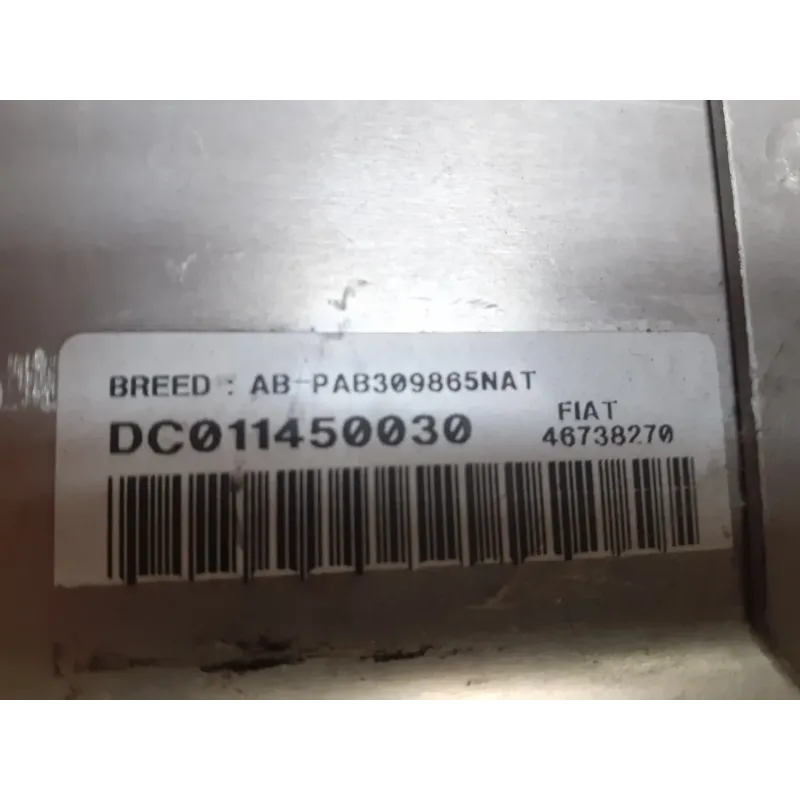 BREED : AB-PAB309865NAT
DC011450030
FIAT
46738270